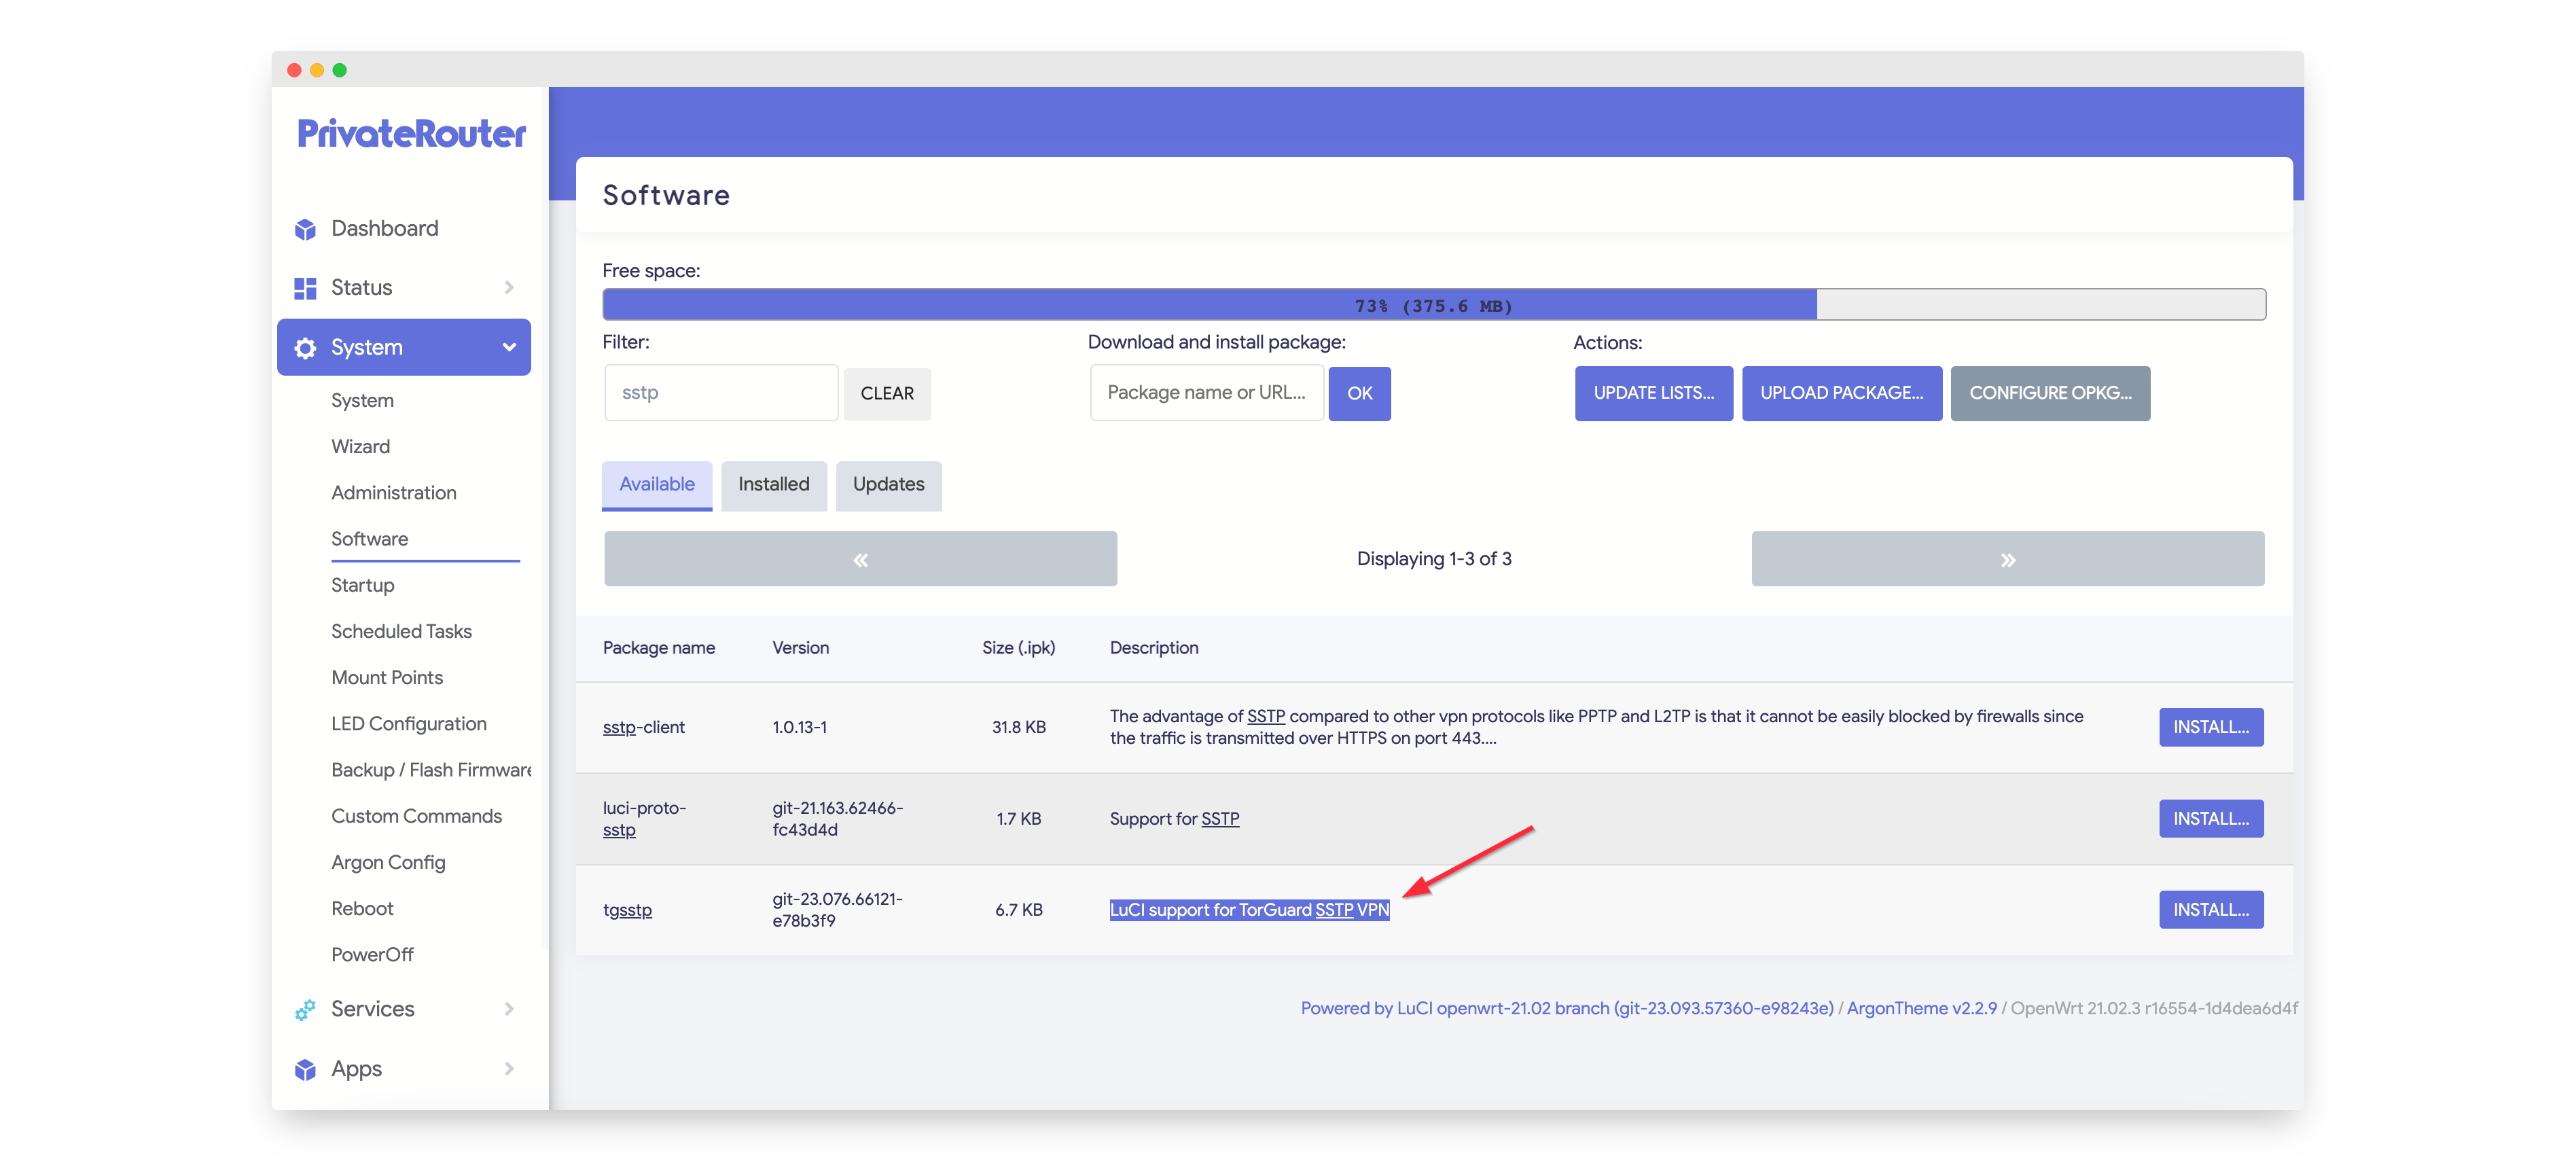 PrivateRouter
Dashboard
Status
System
System
Wizard
Administration
Software
Startup
Scheduled Tasks
Mount Points
LED Configuration
Backup / Flash Firmware
Custom Commands
Argon Config
Reboot
PowerOff
Services
Apps
Software
Free space:
73% (375.6 MB)
Filter:
Download and install package:
Actions:
sstp
CLEAR
Package name or URL...
OK
UPDATE LISTS...
UPLOAD PACKAGE...
CONFIGURE OPKG...
Available
Installed
Updates
«
Displaying 1-3 of 3
»
Package name
Version
Size (.ipk)
Description
sstp-client
1.0.13-1
31.8 KB
The advantage of SSTP compared to other vpn protocols like PPTP and L2TP is that it cannot be easily blocked by firewalls since
the traffic is transmitted over HTTPS on port 443....
INSTALL...
luci-proto-
sstp
git-21.163.62466-
fc43d4d
1.7 KB
Support for SSTP
INSTALL...
tgsstp
git-23.076.66121-
e78b3f9
6.7 KB
LuCI support for TorGuard SSTP VPN
INSTALL...
Powered by LuCI openwrt-21.02 branch (git-23.093.57360-e98243e) / ArgonTheme v2.2.9 / OpenWrt 21.02.3 r16554-1d4dea6d4f